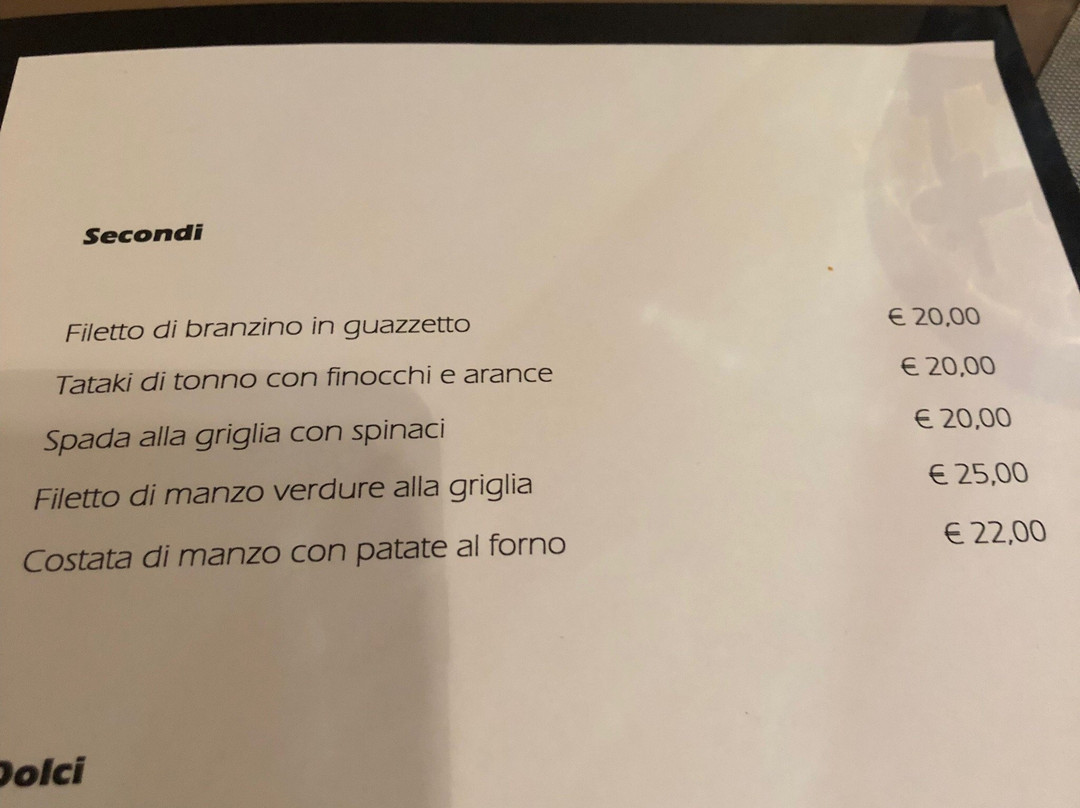 Secondi
Filetto di branzino in guazzetto € 20,00
Tataki di tonno con finocchi e arance € 20,00
Spada alla griglia con spinaci € 20,00
Filetto di manzo verdure alla griglia € 25,00
Costata di manzo con patate al forno € 22,00
Dolci